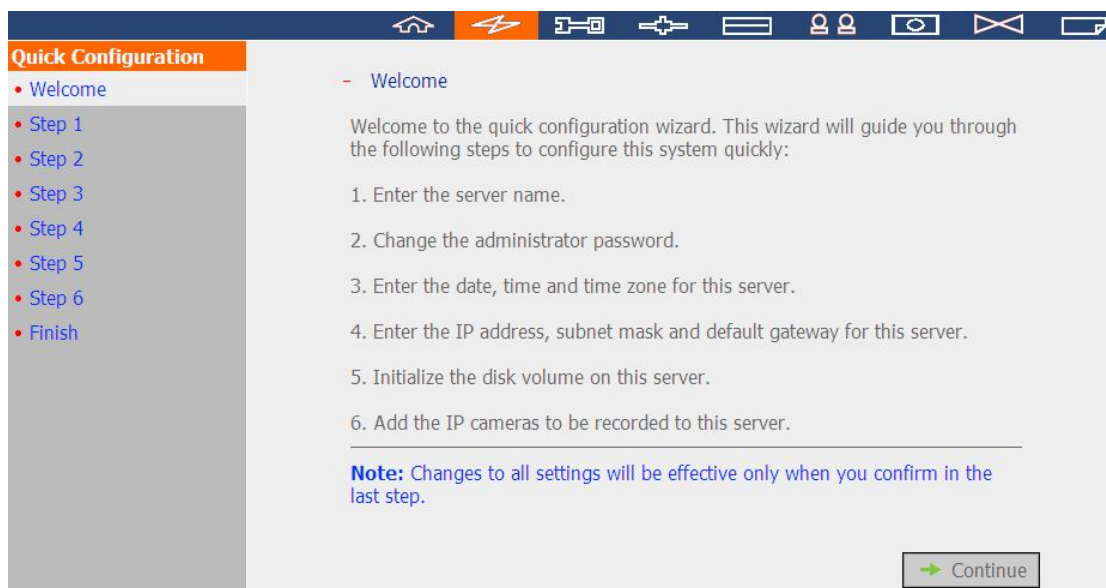 Quick Configuration
• Welcome
• Step 1
• Step 2
• Step 3
• Step 4
• Step 5
• Step 6
• Finish
– Welcome
Welcome to the quick configuration wizard. This wizard will guide you through
the following steps to configure this system quickly:
1. Enter the server name.
2. Change the administrator password.
3. Enter the date, time and time zone for this server.
4. Enter the IP address, subnet mask and default gateway for this server.
5. Initialize the disk volume on this server.
6. Add the IP cameras to be recorded to this server.
Note: Changes to all settings will be effective only when you confirm in the
last step.
Continue